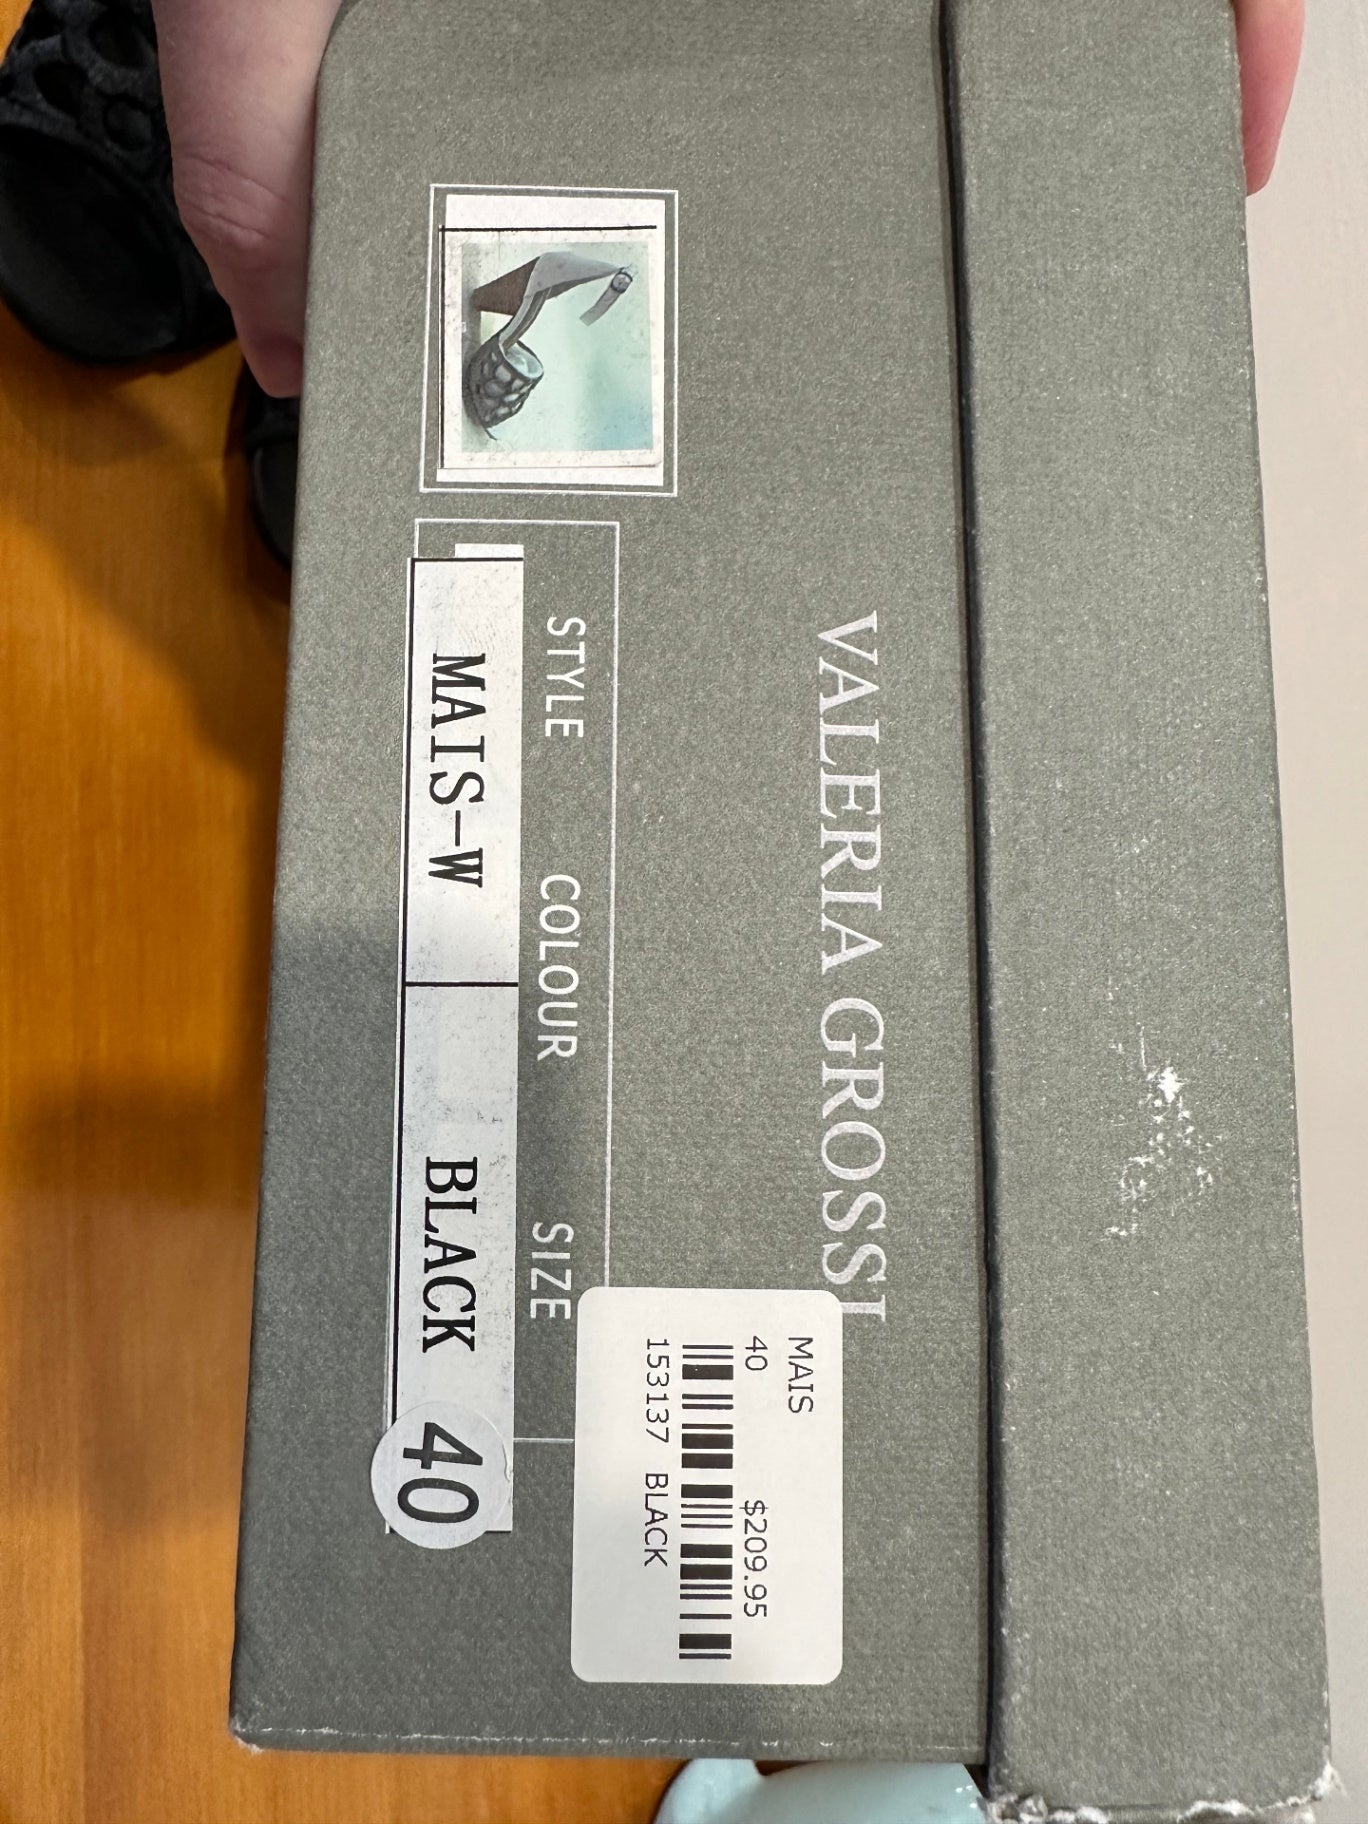 VALERIA GROSSI
STYLE COLOUR SIZE
MAIS-W BLACK 40
MAIS
40 $209.95
153137 BLACK